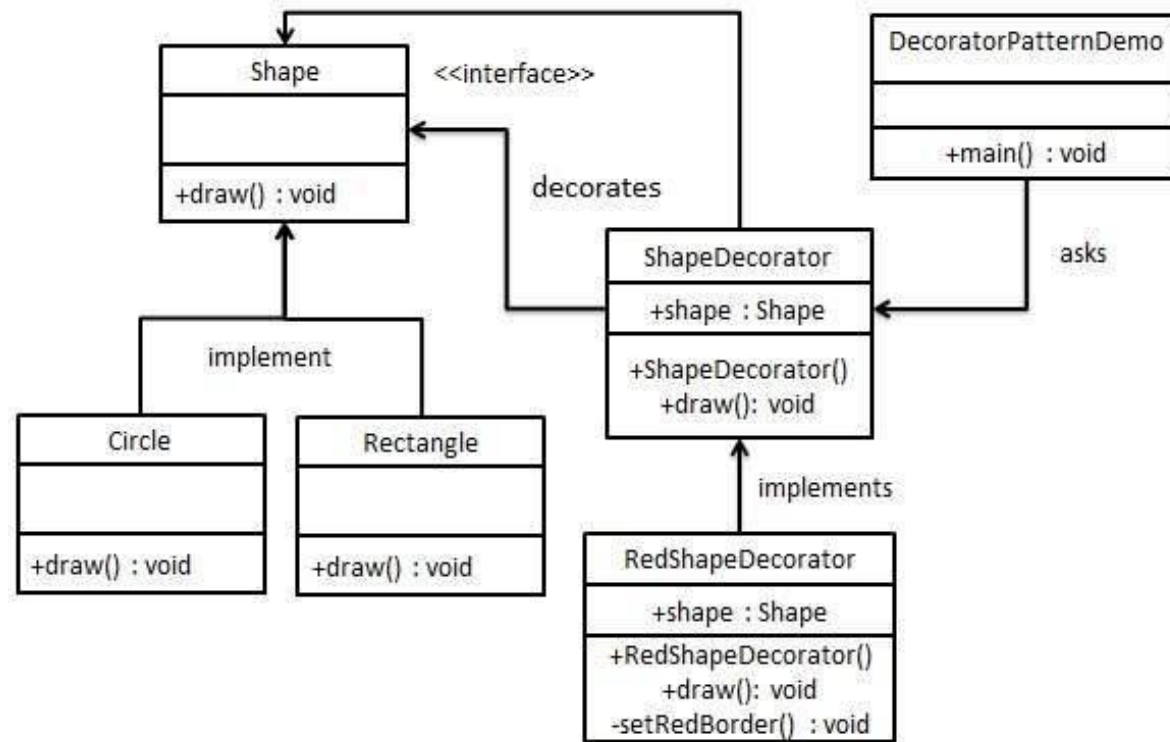 Shape
+draw() : void
<<interface>>
DecoratorPatternDemo
+main() : void
decorates
asks
ShapeDecorator
+shape : Shape
+ShapeDecorator()
+draw(): void
implement
Circle
+draw() : void
Rectangle
+draw() : void
implements
RedShapeDecorator
+shape : Shape
+RedShapeDecorator()
+draw(): void
-setRedBorder() : void